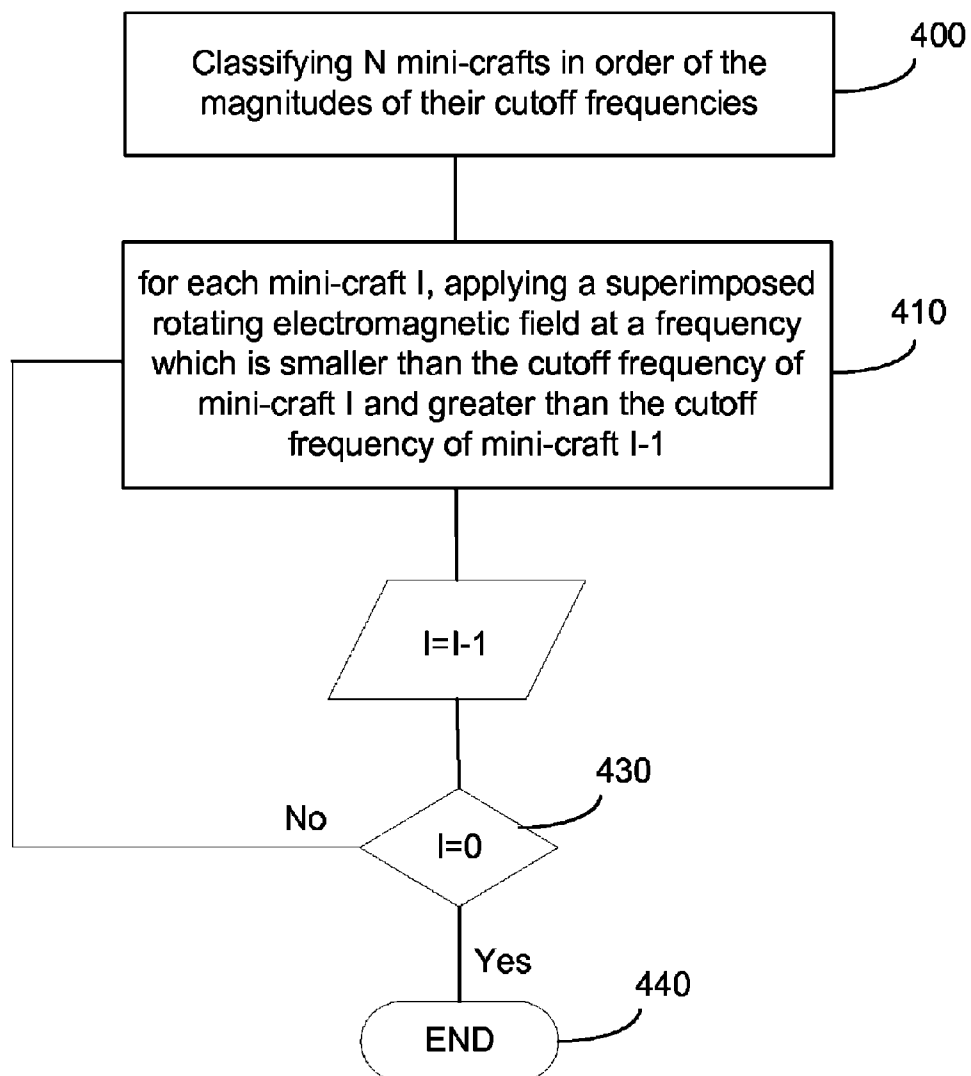 400
Classifying N mini-crafts in order of the
magnitudes of their cutoff frequencies
for each mini-craft I, applying a superimposed
rotating electromagnetic field at a frequency
which is smaller than the cutoff frequency of
mini-craft I and greater than the cutoff
frequency of mini-craft I-1
410
I=I-1
430
No
I=0
Yes
440
END